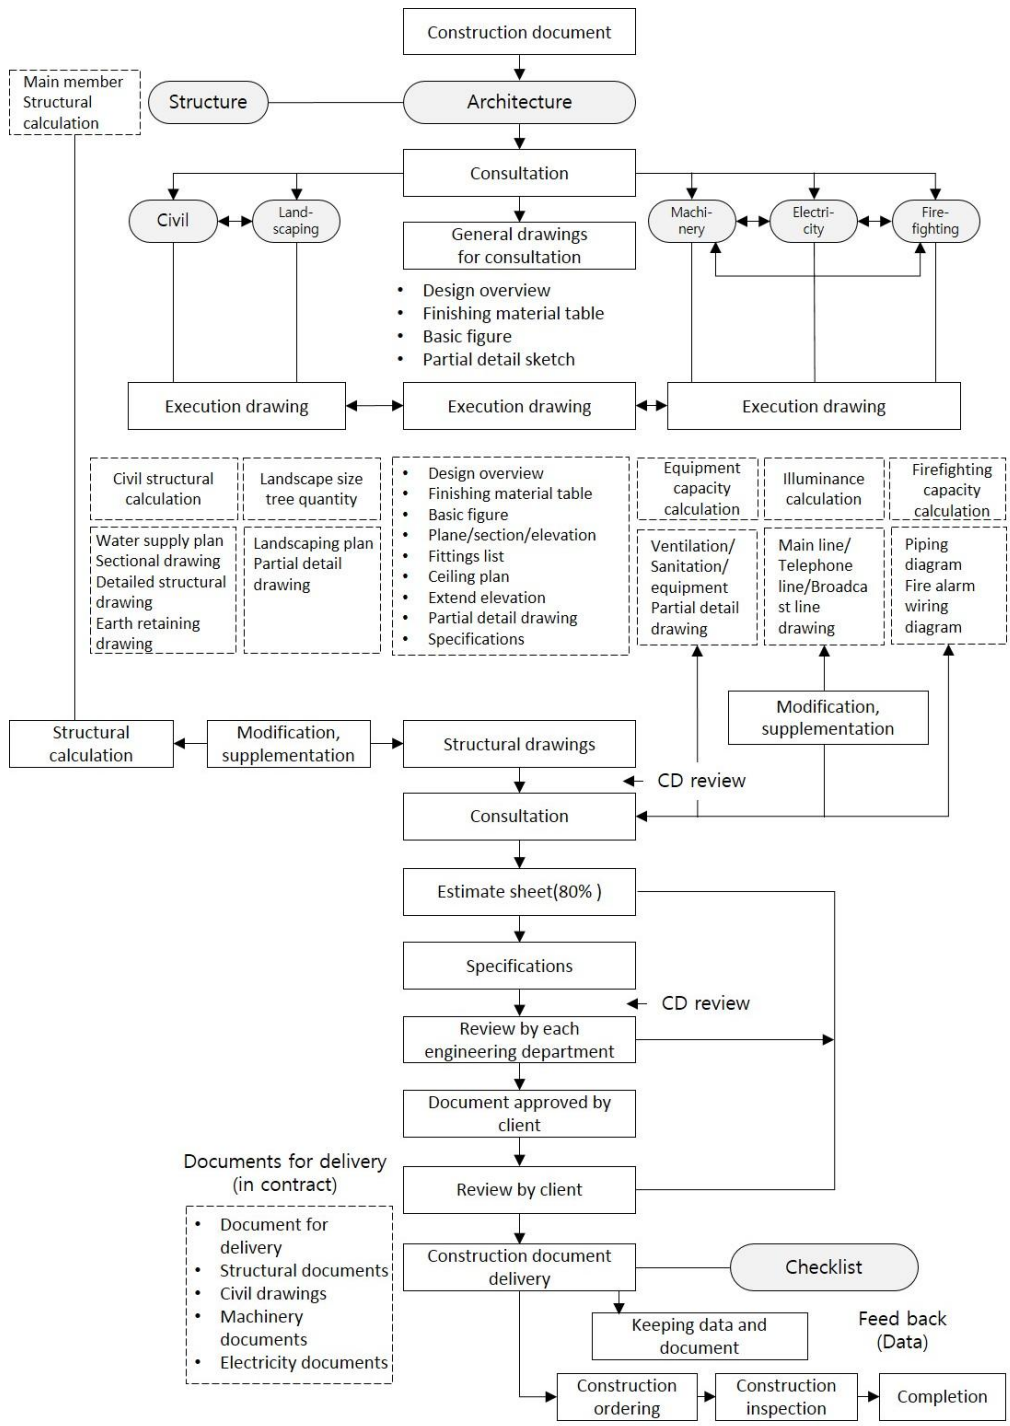 Construction document
Main member
Structural
calculation
Structure
Architecture
Consultation
Civil
Land-
scaping
Machi-
nery
Electri-
city
Fire-
fighting
General drawings
for consultation
• Design overview
• Finishing material table
• Basic figure
• Partial detail sketch
Execution drawing
Execution drawing
Execution drawing
Civil structural
calculation
Landscape size
tree quantity
Water supply plan
Sectional drawing
Detailed structural
drawing
Earth retaining
drawing
Landscaping plan
Partial detail
drawing
• Design overview
• Finishing material table
• Basic figure
• Plane/section/elevation
• Fittings list
• Ceiling plan
• Extend elevation
• Partial detail drawing
• Specifications
Equipment
capacity
calculation
Illuminance
calculation
Firefighting
capacity
calculation
Ventilation/
Sanitation/
equipment
Partial detail
drawing
Main line/
Telephone
line/Broadca
st line
drawing
Piping
diagram
Fire alarm
wiring
diagram
Modification,
supplementation
Structural
calculation
Modification,
supplementation
Structural drawings
CD review
Consultation
Estimate sheet(80% )
Specifications
CD review
Review by each
engineering department
Document approved by
client
Documents for delivery
(in contract)
Review by client
• Document for
delivery
• Structural documents
• Civil drawings
• Machinery
documents
• Electricity documents
Construction document
delivery
Checklist
Keeping data and
document
Feed back
(Data)
Construction
ordering
Construction
inspection
Completion